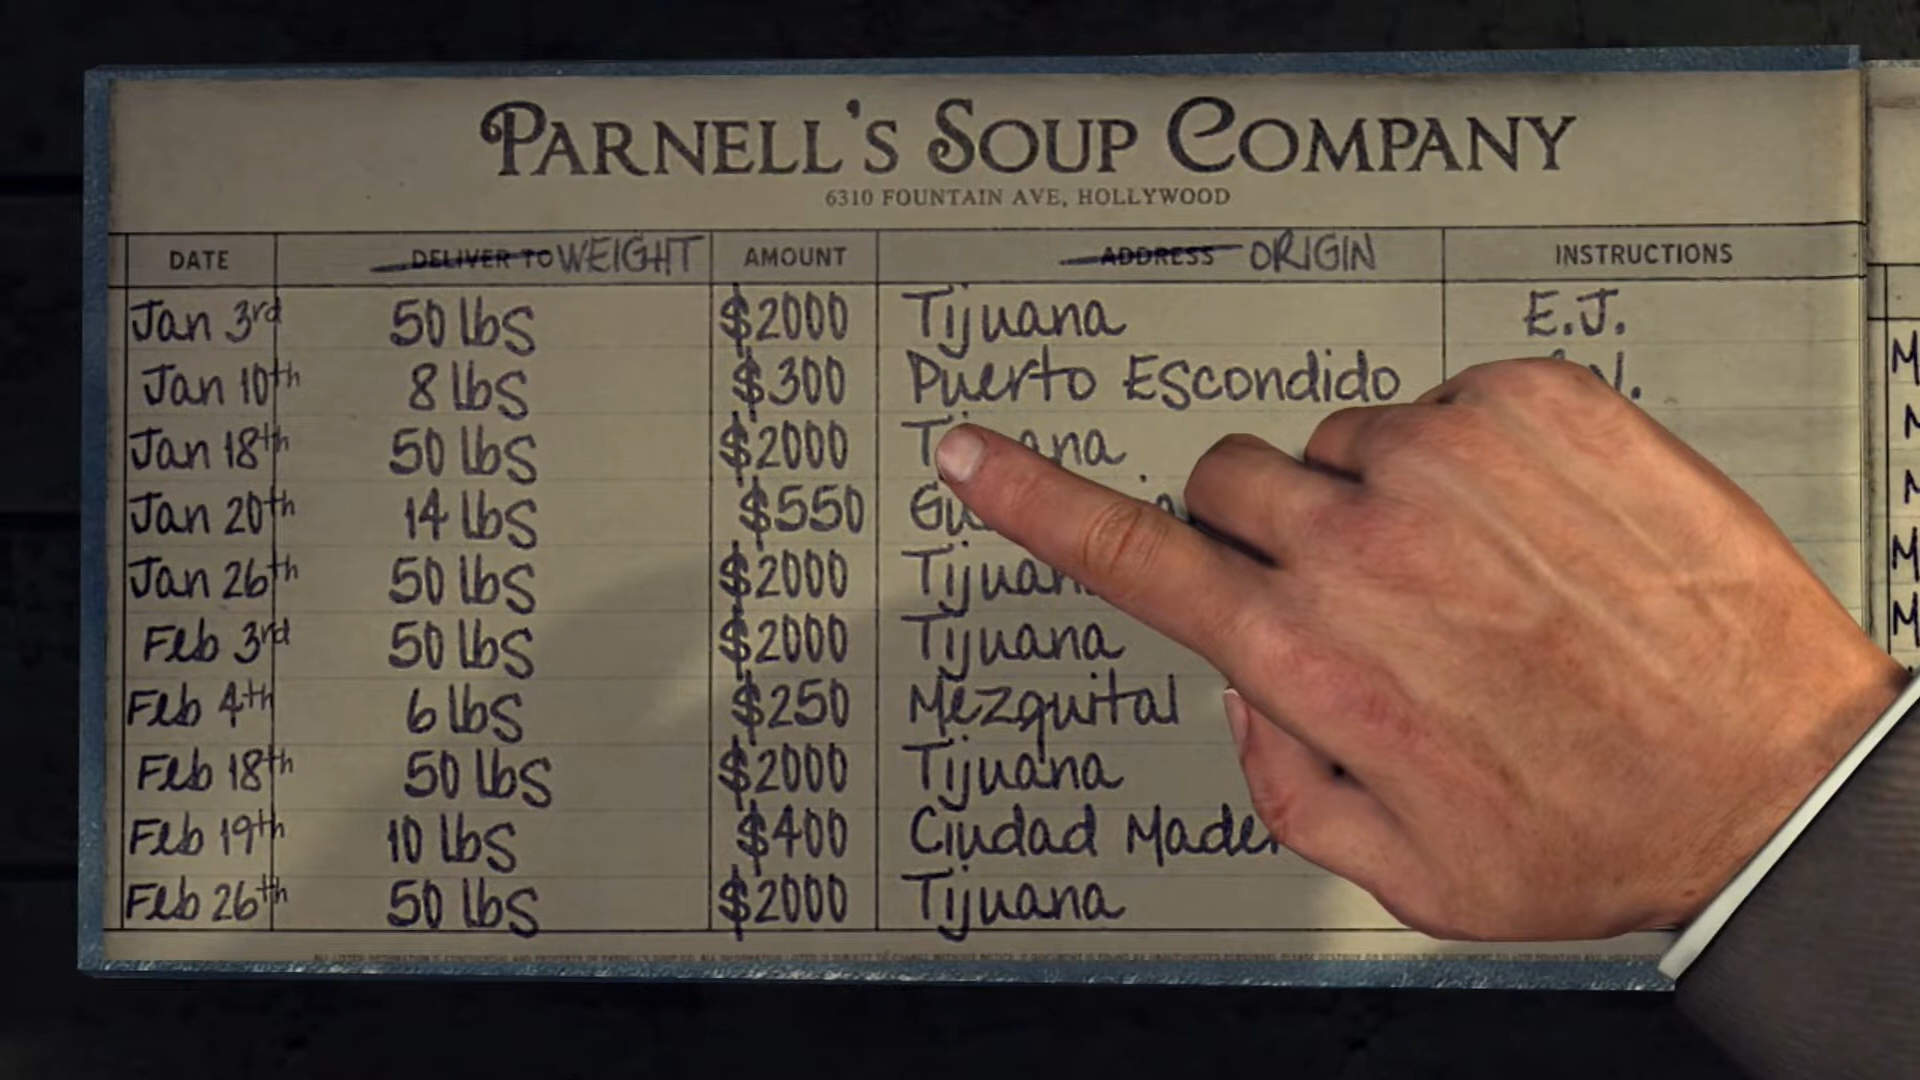 PARNELL'S SOUP COMPANY
6310 FOUNTAIN AVE, HOLLYWOOD
DATE DELIVER TO WEIGHT AMOUNT ADDRESS ORIGIN INSTRUCTIONS
Jan 3rd 50 lbs $2000 Tijuana E.J.
Jan 10th 8 lbs $300 Puerto Escondido
Jan 18th 50 lbs $2000
Jan 20th 14 lbs $550
Jan 26th 50 lbs $2000
Feb 3rd 50 lbs $2000 Tijuana
Feb 4th 6 lbs $250 Mezquital
Feb 18th 50 lbs $2000 Tijuana
Feb 19th 10 lbs $400 Ciudad
Feb 26th 50 lbs $2000 Tijuana